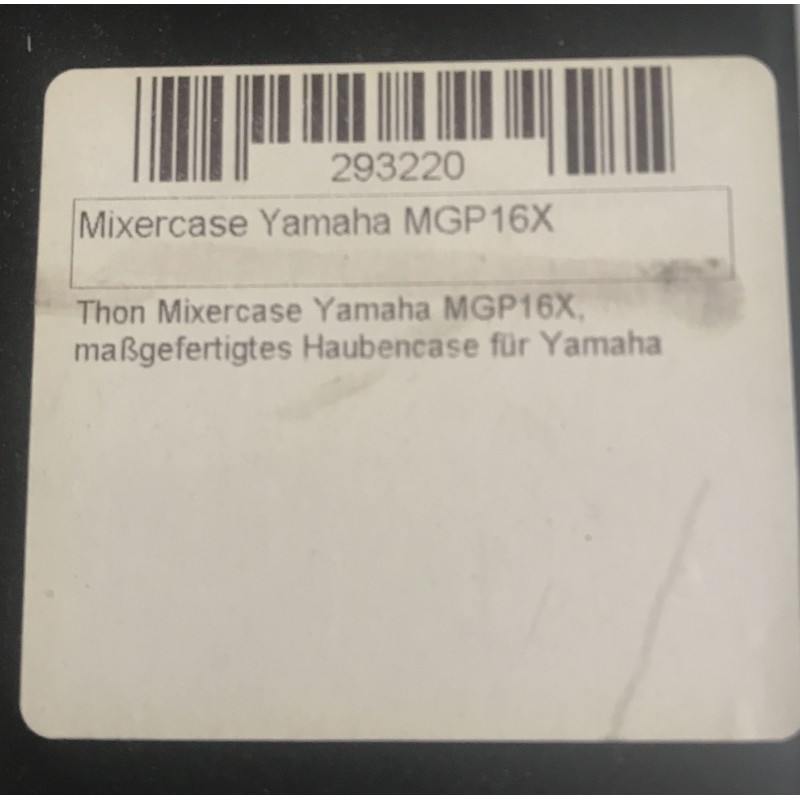 293220
Mixercase Yamaha MGP16X
Thon Mixercase Yamaha MGP16X,
maßgefertigtes Haubencase für Yamaha